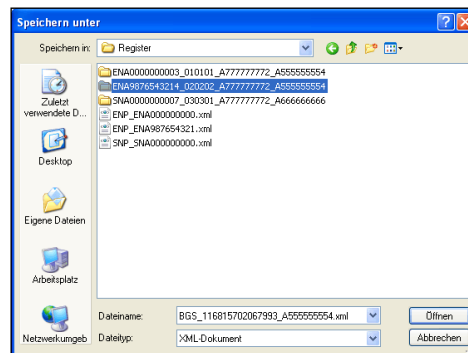 Speichern unter
Speichern in:
Register
ENA0000000003_010101_A777777772_A555555554
ENA9876543214_020202_A777777772_A555555554
SNA0000000007_030301_A777777772_A666666666
ENP_ENA000000000.xml
ENP_ENA987654321.xml
SNP_SNA000000000.xml
Zuletzt
verwendete D...
Desktop
Eigene Dateien
Arbeitsplatz
Netzwerkumgeb
Dateiname:
BGS_116815702067993_A555555554.xml
Öffnen
Dateityp:
XML-Dokument
Abbrechen